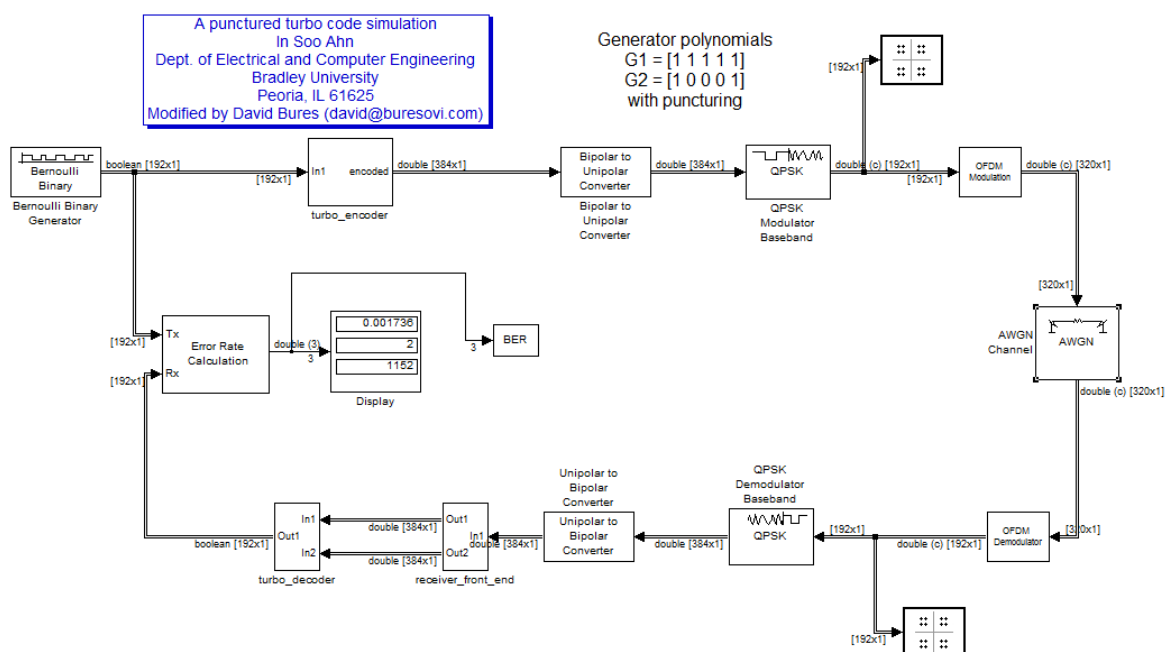 A punctured turbo code simulation
In Soo Ahn
Dept. of Electrical and Computer Engineering
Bradley University
Peoria, IL 61625
Modified by David Bures (david@buresovi.com)
Generator polynomials
G1 = [1 1 1 1 1]
G2 = [1 0 0 0 1]
with puncturing
[192x1]
Bernoulli
Binary
Bernoulli Binary
Generator
boolean [192x1]
[192x1]
In1
encoded
turbo_encoder
double [384x1]
Bipolar to
Unipolar
Converter
Bipolar to
Unipolar
Converter
double [384x1]
QPSK
QPSK
Modulator
Baseband
double (c) [192x1]
[192x1]
OFDM
Modulation
double (c) [320x1]
[320x1]
AWGN
Channel
AWGN
double (c) [320x1]
Tx
Rx
[192x1]
[192x1]
Error Rate
Calculation
double (3)
3
0.001736
2
1152
Display
3
BER
Unipolar to
Bipolar
Converter
Unipolar to
Bipolar
Converter
QPSK
Demodulator
Baseband
QPSK
[192x1]
double (c) [192x1]
OFDM
Demodulator
[320x1]
boolean [192x1]
Out1
In1
In2
turbo_decoder
double [384x1]
double [384x1]
Out1
Out2
In1
receiver_front_end
double [384x1]
double [384x1]
[192x1]